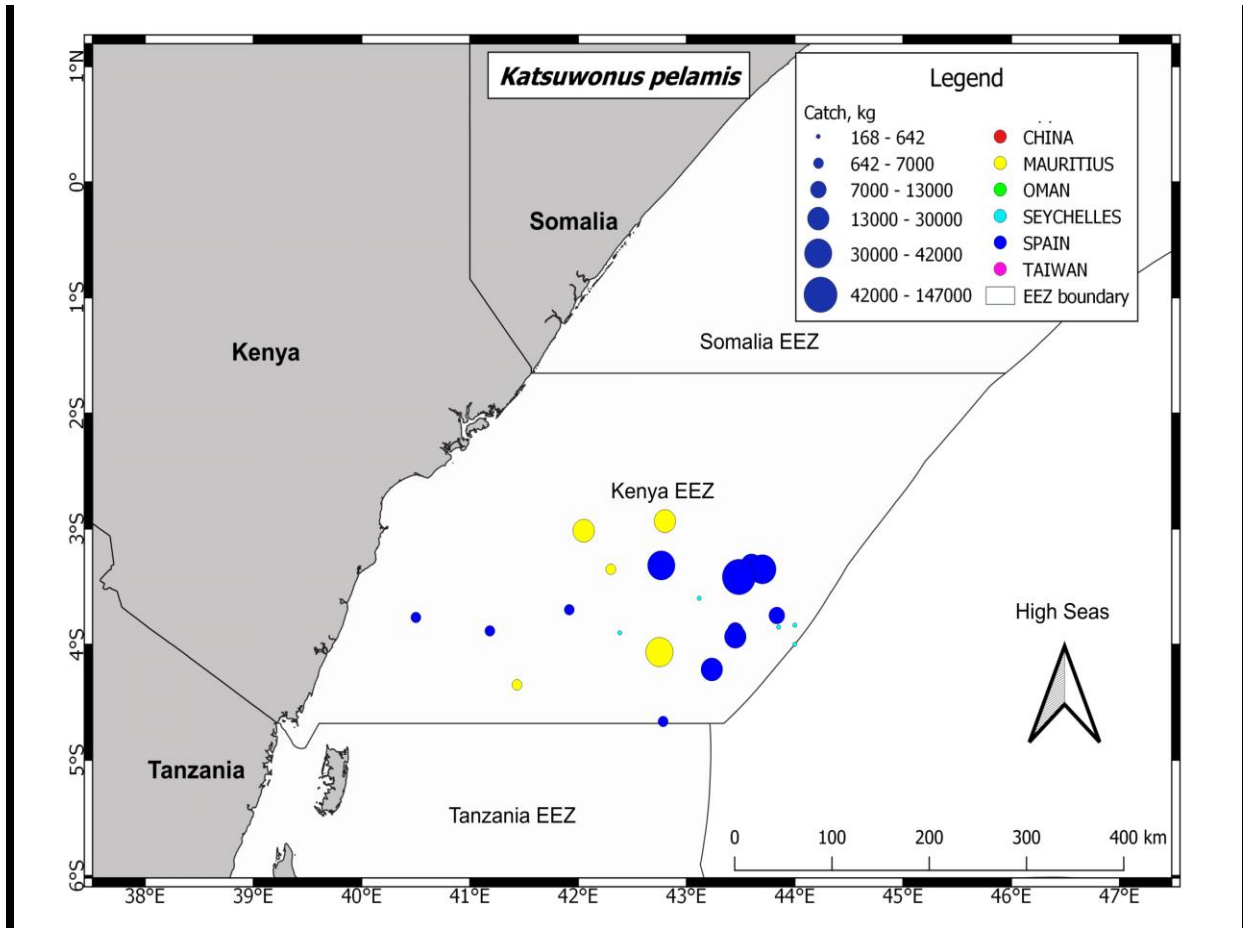 Katsuwonus pelamis
Legend
Catch, kg
168 - 642
642 - 7000
7000 - 13000
13000 - 30000
30000 - 42000
42000 - 147000
CHINA
MAURITIUS
OMAN
SEYCHELLES
SPAIN
TAIWAN
EEZ boundary
Somalia
Kenya
Somalia EEZ
Kenya EEZ
High Seas
Tanzania
Tanzania EEZ
0 100 200 300 400 km
1°N
0°
1°S
2°S
3°S
4°S
5°S
6°S
38°E 39°E 40°E 41°E 42°E 43°E 44°E 45°E 46°E 47°E